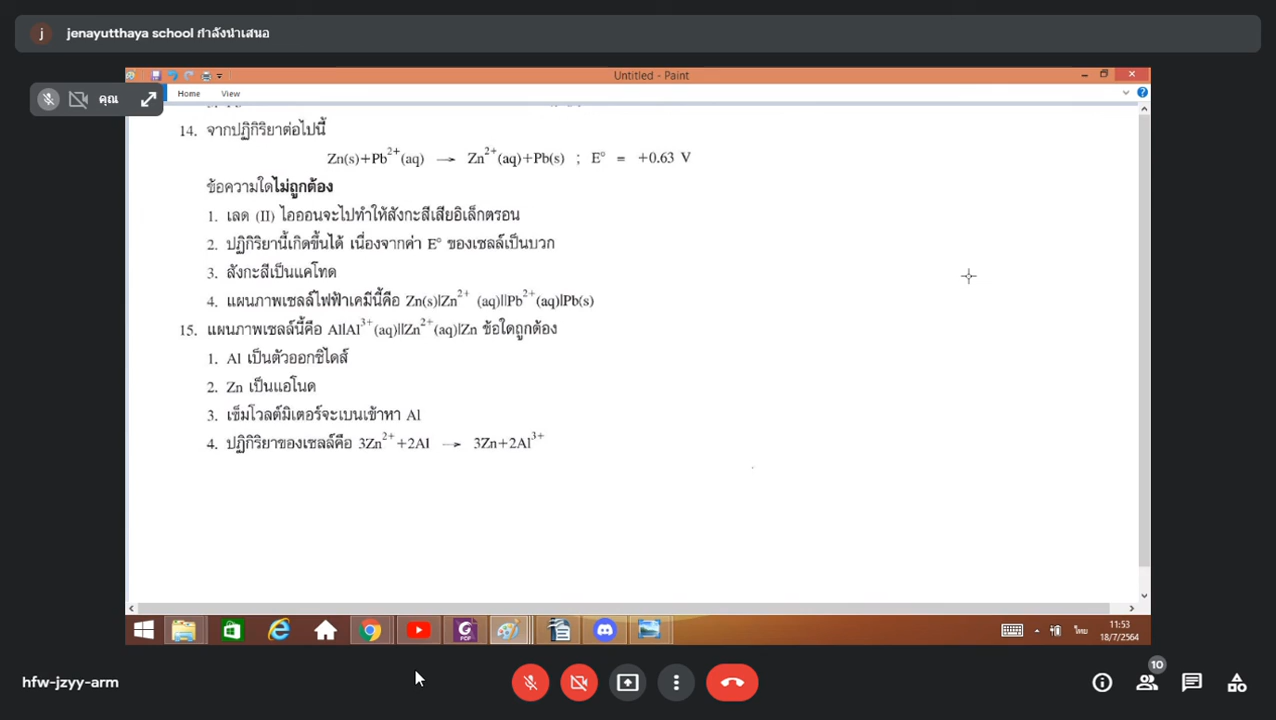 j jenayutthaya school กำลังนำเสนอ
Untitled - Paint
คุณ
Home View
14. จากปฏิกิริยาต่อไปนี้
Zn(s)+Pb²⁺(aq) → Zn²⁺(aq)+Pb(s) ; E° = +0.63 V
ข้อความใดไม่ถูกต้อง
1. เลด (II) ไอออนจะไปทำให้สังกะสีเสียอิเล็กตรอน
2. ปฏิกิริยานี้เกิดขึ้นได้ เนื่องจากค่า E° ของเซลล์เป็นบวก
3. สังกะสีเป็นแคโทด
4. แผนภาพเซลล์ไฟฟ้าเคมีนี้คือ Zn(s)|Zn²⁺ (aq)||Pb²⁺(aq)|Pb(s)
15. แผนภาพเซลล์นี้คือ Al|Al³⁺(aq)||Zn²⁺(aq)|Zn ข้อใดถูกต้อง
1. Al เป็นตัวออกซิไดส์
2. Zn เป็นแอโนด
3. เข็มโวลต์มิเตอร์จะเบนเข้าหา Al
4. ปฏิกิริยาของเซลล์คือ 3Zn²⁺+2Al → 3Zn+2Al³⁺
PDF
ไทย
11:53
18/7/2564
hfw-jzyy-arm
10